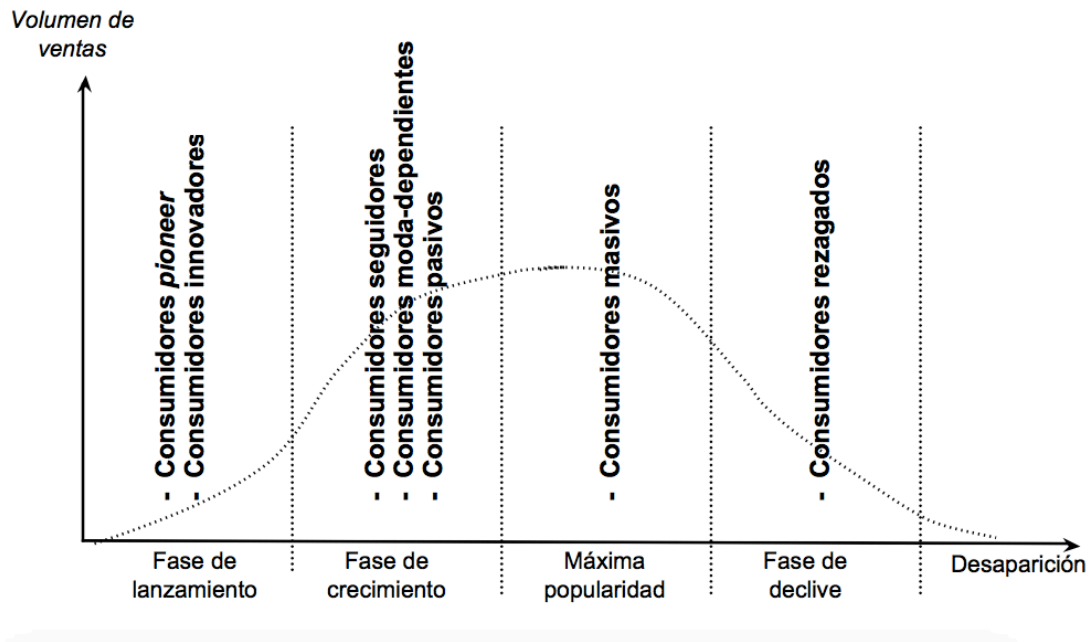 Volumen de
ventas
- Consumidores pioneer
- Consumidores innovadores
- Consumidores seguidores
- Consumidores moda-dependientes
- Consumidores pasivos
- Consumidores masivos
- Consumidores rezagados
Fase de
lanzamiento
Fase de
crecimiento
Máxima
popularidad
Fase de
declive
Desaparición